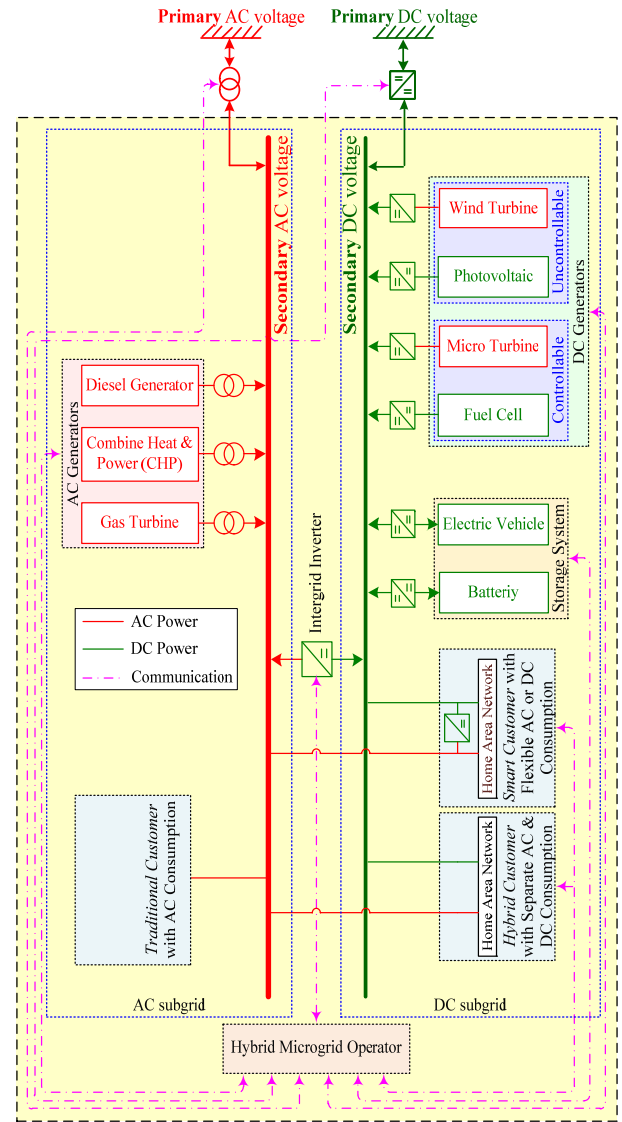 Primary AC voltage
Primary DC voltage
Secondary AC voltage
Secondary DC voltage
Wind Turbine
Photovoltaic
Uncontrollable
Micro Turbine
Fuel Cell
Controllable
DC Generators
AC Generators
Diesel Generator
Combine Heat &
Power (CHP)
Gas Turbine
Electric Vehicle
Batteriy
Storage System
Intergrid Inverter
AC Power
DC Power
Communication
Home Area Network
Smart Customer with
Flexible AC or DC
Consumption
Traditional Customer
with AC Consumption
Home Area Network
Hybrid Customer
with Separate AC &
DC Consumption
AC subgrid
DC subgrid
Hybrid Microgrid Operator